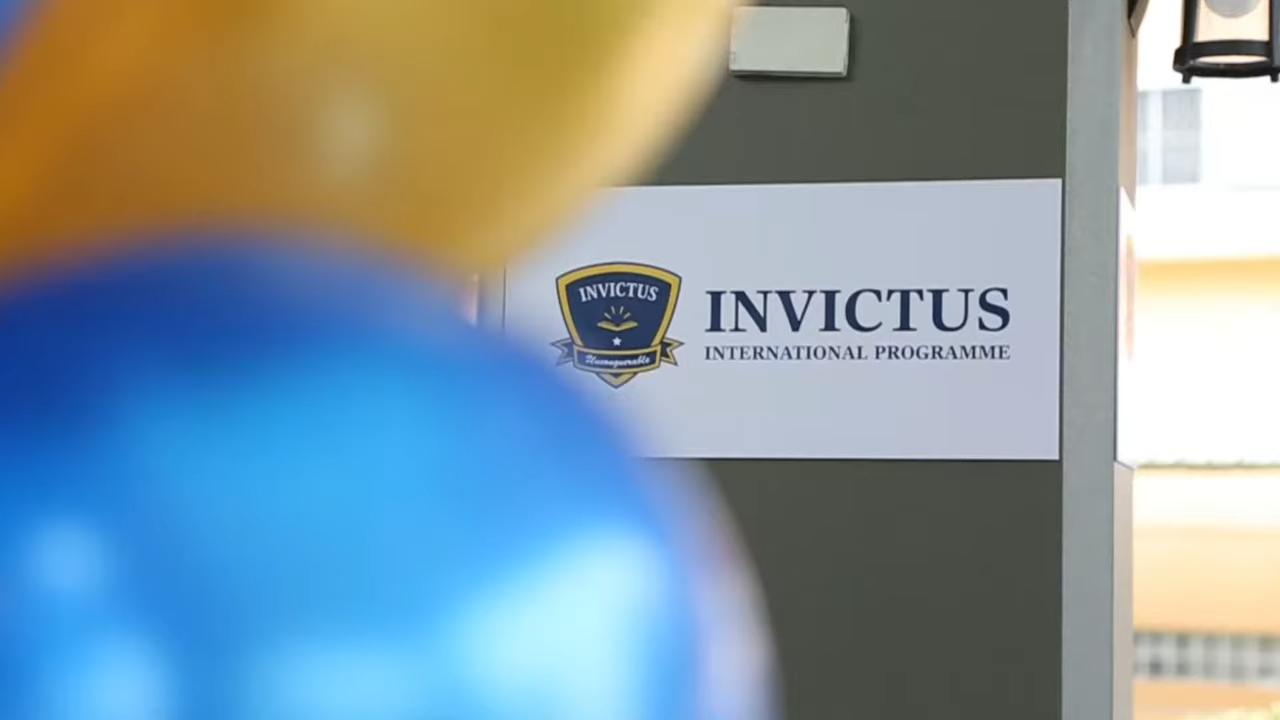 INVICTUS
Unconquerable
INVICTUS
INTERNATIONAL PROGRAMME